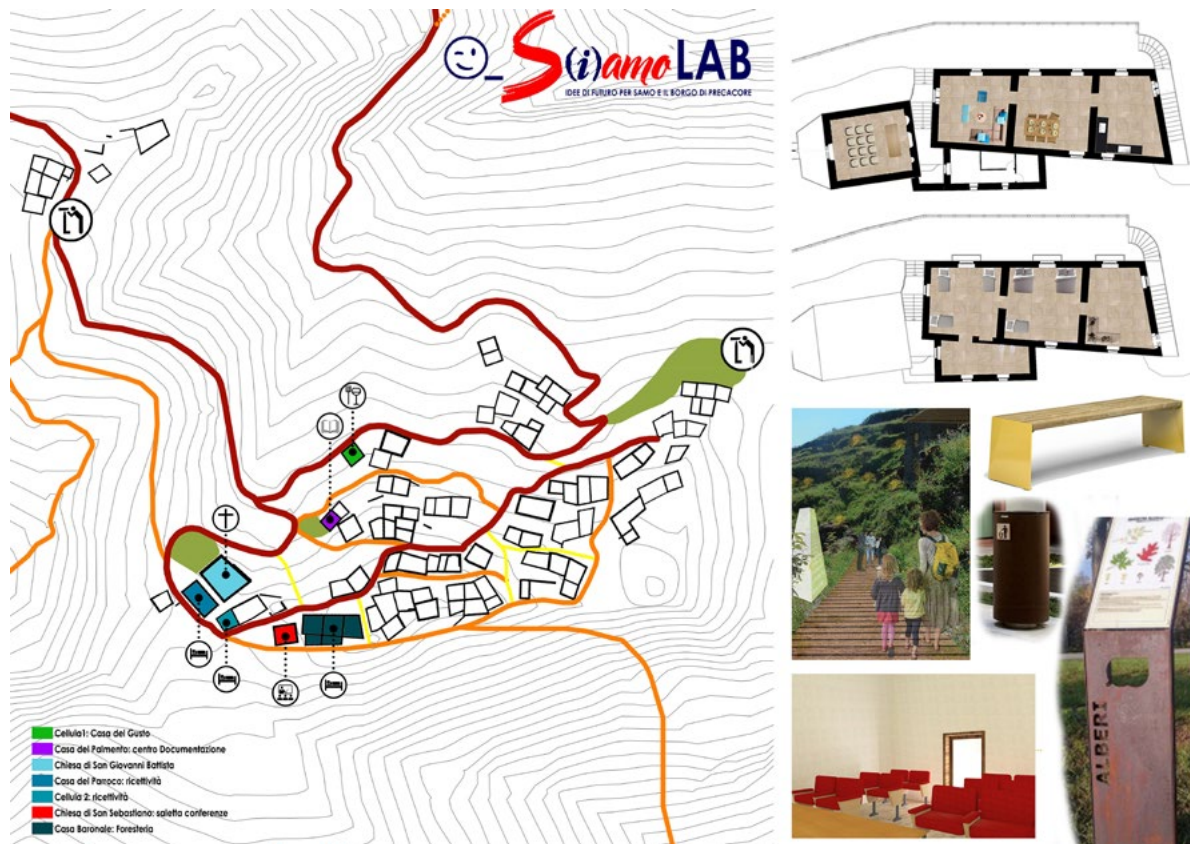 S(i)amo LAB
IDEE DI FUTURO PER SAMO E IL BORGO DI PRECACORE
Cellula1: Casa del Gusto
Casa del Palmento: centro Documentazione
Chiesa di San Giovanni Battista
Casa del Parroco: ricettività
Cellula 2: ricettività
Chiesa di San Sebastiano: saletta conferenze
Casa Baronale: Foresteria
ALBERI